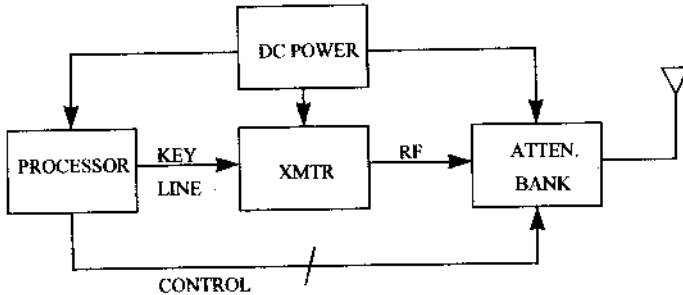 DC POWER
PROCESSOR
KEY
LINE
XMTR
RF
ATTEN.
BANK
CONTROL